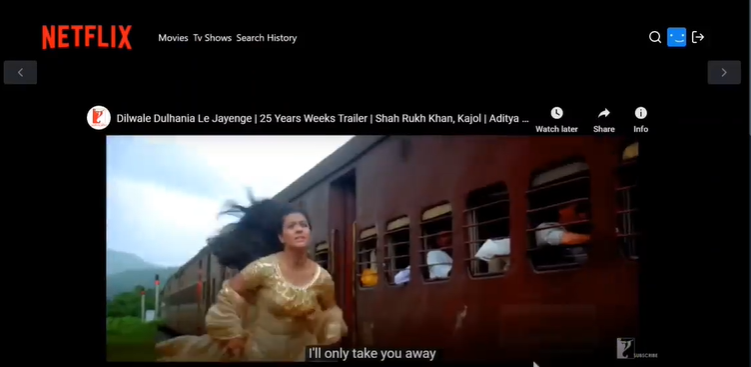 NETFLIX
Movies Tv Shows Search History
Dilwale Dulhania Le Jayenge | 25 Years Weeks Trailer | Shah Rukh Khan, Kajol | Aditya ...
Watch later Share Info
I'll only take you away
SUBSCRIBE